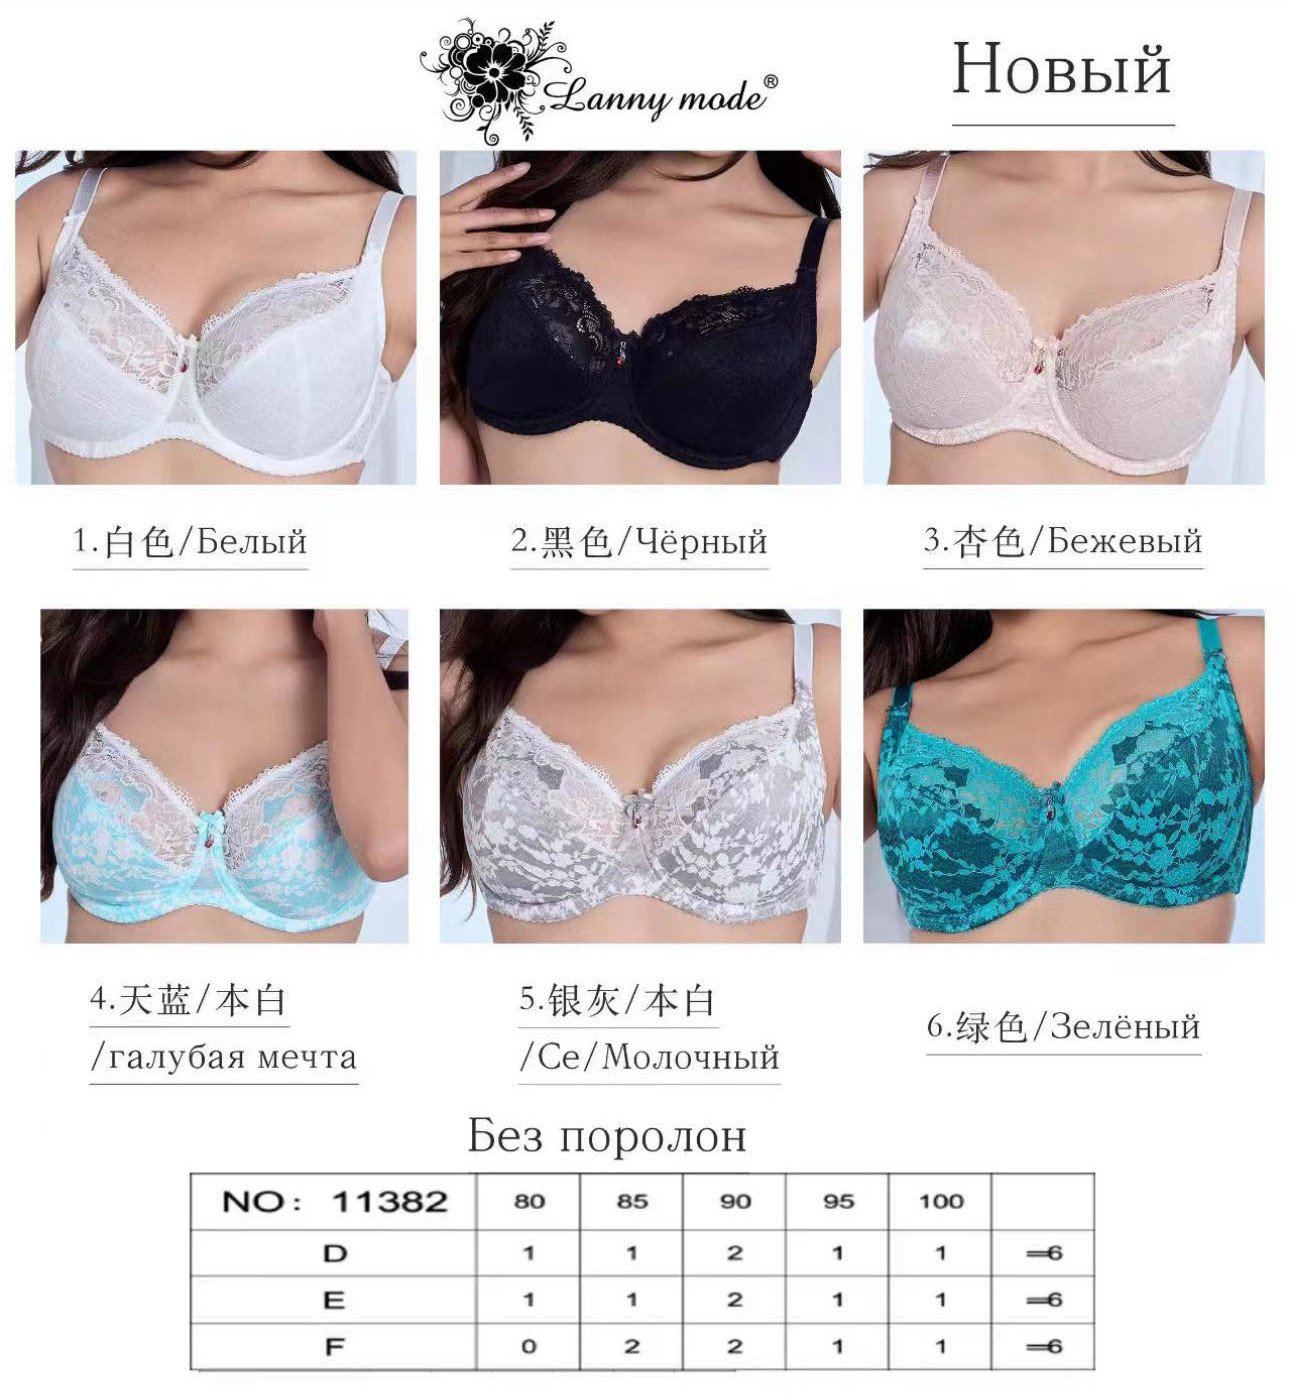 Lanny mode®
Новый
1.白色/Белый
2.黑色/Чёрный
3.杏色/Бежевый
4.天蓝/本白
/галубая мечта
5.银灰/本白
/Се/Молочный
6.绿色/Зелёный
Без поролон
NO: 11382 80 85 90 95 100
D 1 1 2 1 1 =6
E 1 1 2 1 1 =6
F 0 2 2 1 1 =6